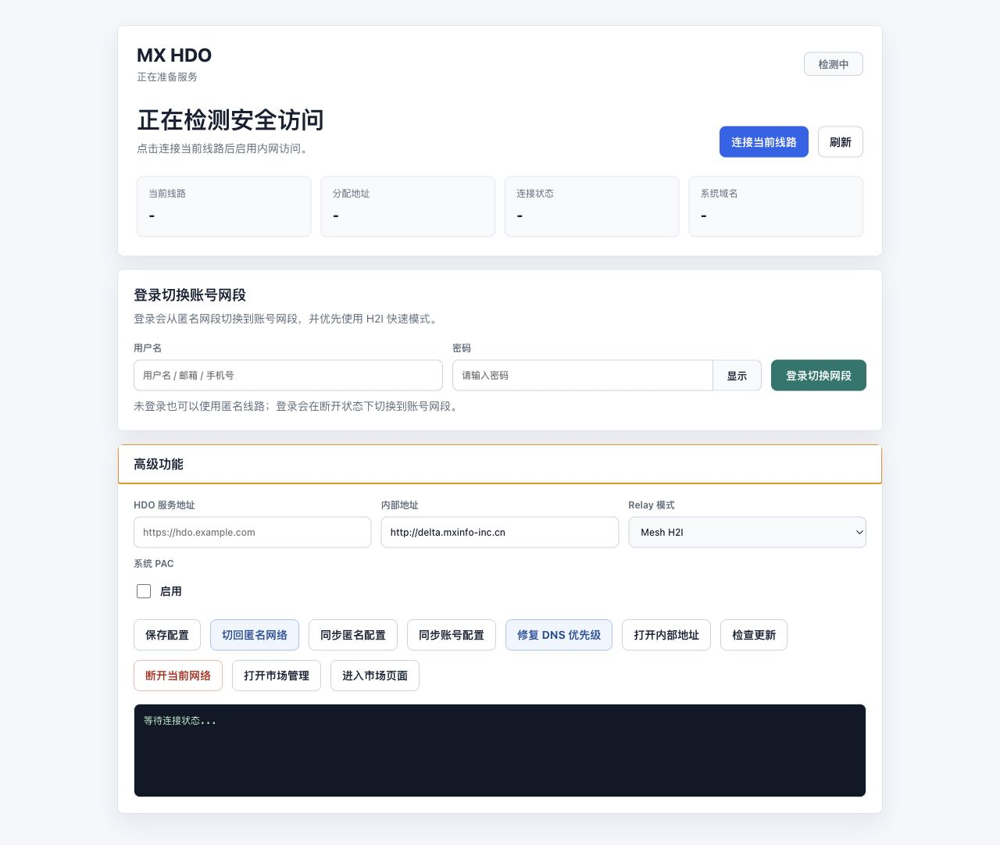 MX HDO
正在准备服务
检测中
正在检测安全访问
点击连接当前线路后启用内网访问。
连接当前线路
刷新
当前线路
-
分配地址
-
连接状态
-
系统域名
-
登录切换账号网段
登录会从匿名网段切换到账号网段，并优先使用 H2I 快速模式。
用户名
用户名 / 邮箱 / 手机号
密码
请输入密码
显示
登录切换网段
未登录也可以使用匿名线路；登录会在断开状态下切换到账号网段。
高级功能
HDO 服务地址
https://hdo.example.com
内部地址
http://delta.mxinfo-inc.cn
Relay 模式
Mesh H2I
系统 PAC
启用
保存配置
切回匿名网络
同步匿名配置
同步账号配置
修复 DNS 优先级
打开内部地址
检查更新
断开当前网络
打开市场管理
进入市场页面
等待连接状态...